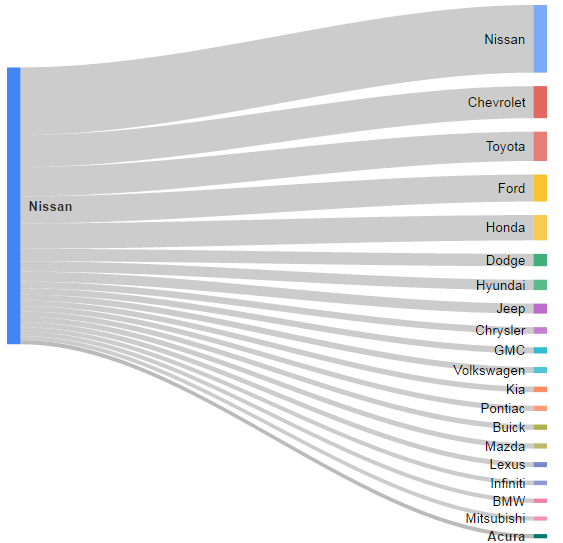 Nissan
Chevrolet
Toyota
Ford
Nissan
Honda
Dodge
Hyundai
Jeep
Chrysler
GMC
Volkswagen
Kia
Pontiac
Buick
Mazda
Lexus
Infiniti
BMW
Mitsubishi
Acura